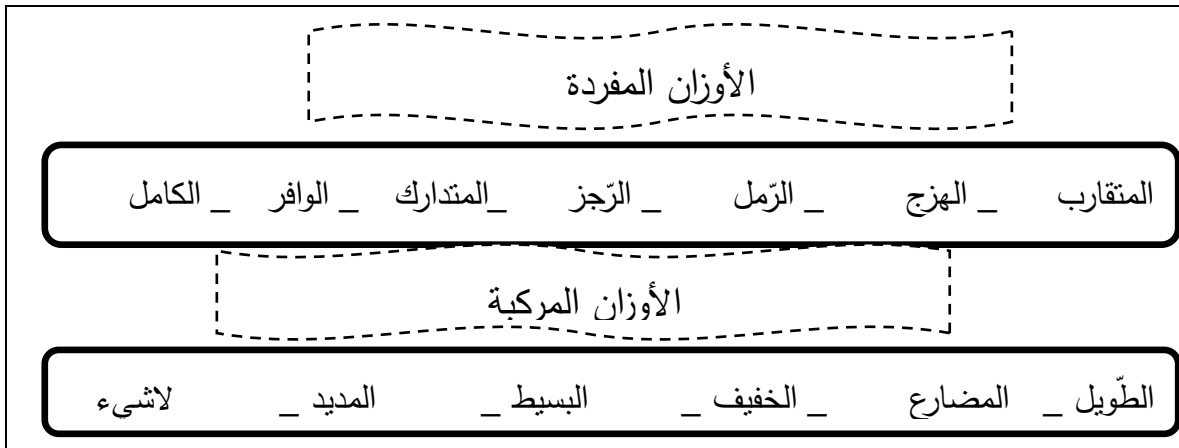 الأوزان المفردة
المتقارب _ الهزج _ الرّمل _ الرّجز _المتدارك _ الوافر _ الكامل
الأوزان المركبة
الطّويل _ المضارع _ الخفيف _ البسيط _ المديد _ لاشيء